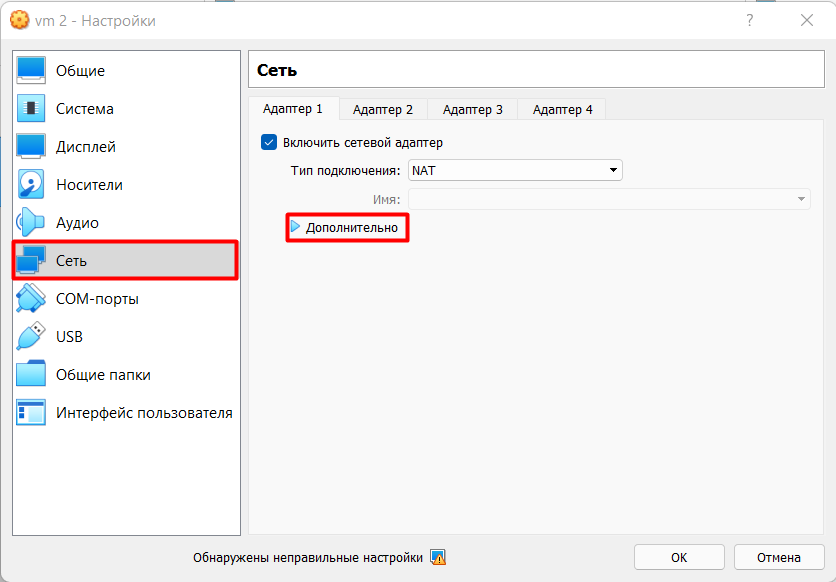 vm 2 - Настройки
?
Общие
Система
Дисплей
Носители
Аудио
Сеть
COM-порты
USB
Общие папки
Интерфейс пользователя
Сеть
Адаптер 1 Адаптер 2 Адаптер 3 Адаптер 4
Включить сетевой адаптер
Тип подключения: NAT
Имя:
Дополнительно
Обнаружены неправильные настройки
ОК Отмена